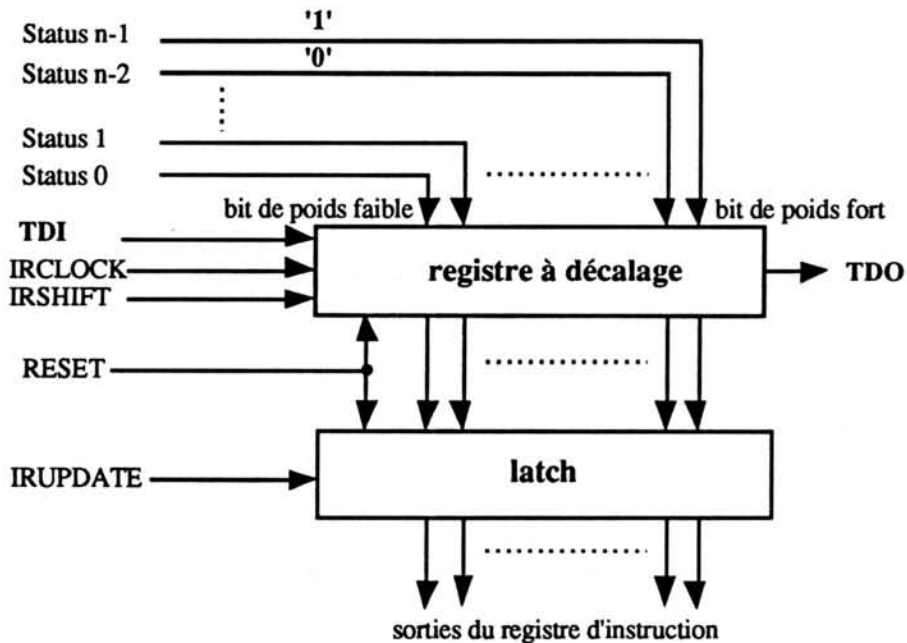 Status n-1
'1'
Status n-2
'0'
Status 1
Status 0
bit de poids faible
bit de poids fort
TDI
IRCLOCK
IRSHIFT
registre à décalage
TDO
RESET
IRUPDATE
latch
sorties du registre d'instruction